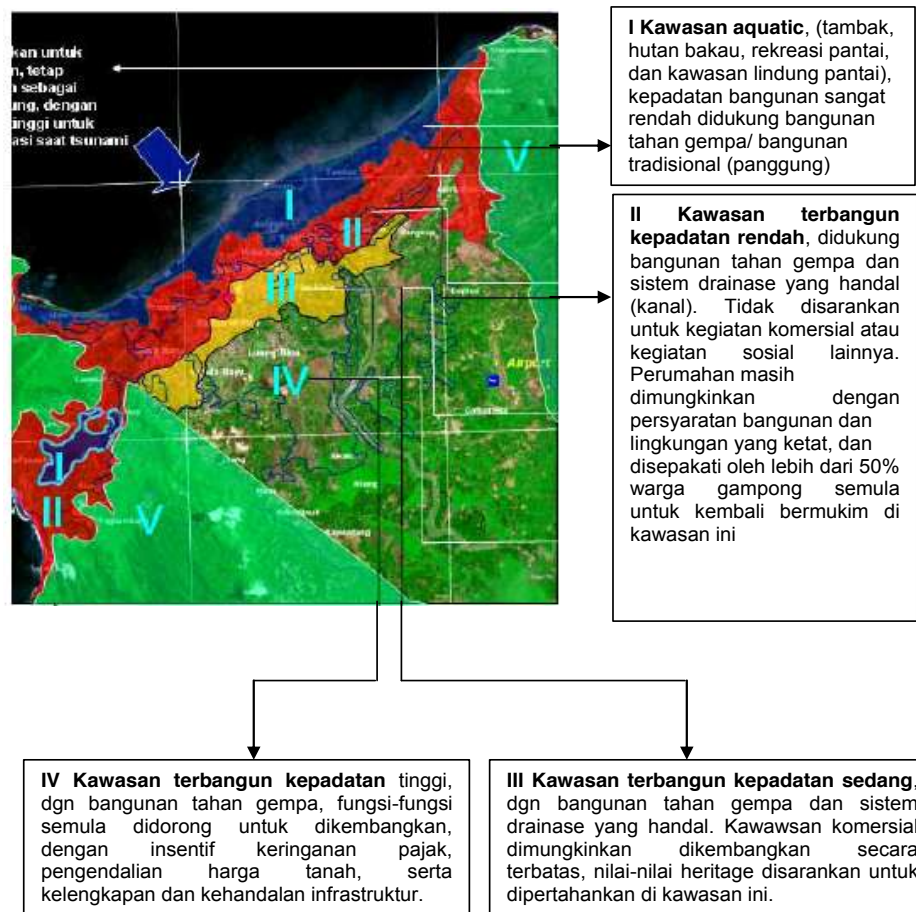 kan untuk
n, tetap
sebagai
ung, dengan
inggi untuk
asi saat tsunami
I
II
III
IV
V
Airport
I
II
V
I Kawasan aquatic, (tambak,
hutan bakau, rekreasi pantai,
dan kawasan lindung pantai),
kepadatan bangunan sangat
rendah didukung bangunan
tahan gempa/ bangunan
tradisional (panggung)
II Kawasan terbangun
kepadatan rendah, didukung
bangunan tahan gempa dan
sistem drainase yang handal
(kanal). Tidak disarankan
untuk kegiatan komersial atau
kegiatan sosial lainnya.
Perumahan masih
dimungkinkan dengan
persyaratan bangunan dan
lingkungan yang ketat, dan
disepakati oleh lebih dari 50%
warga gampong semula
untuk kembali bermukim di
kawasan ini
IV Kawasan terbangun kepadatan tinggi,
dgn bangunan tahan gempa, fungsi-fungsi
semula didorong untuk dikembangkan,
dengan insentif keringanan pajak,
pengendalian harga tanah, serta
kelengkapan dan kehandalan infrastruktur.
III Kawasan terbangun kepadatan sedang,
dgn bangunan tahan gempa dan sistem
drainase yang handal. Kawawsan komersial
dimungkinkan dikembangkan secara
terbatas, nilai-nilai heritage disarankan untuk
dipertahankan di kawasan ini.